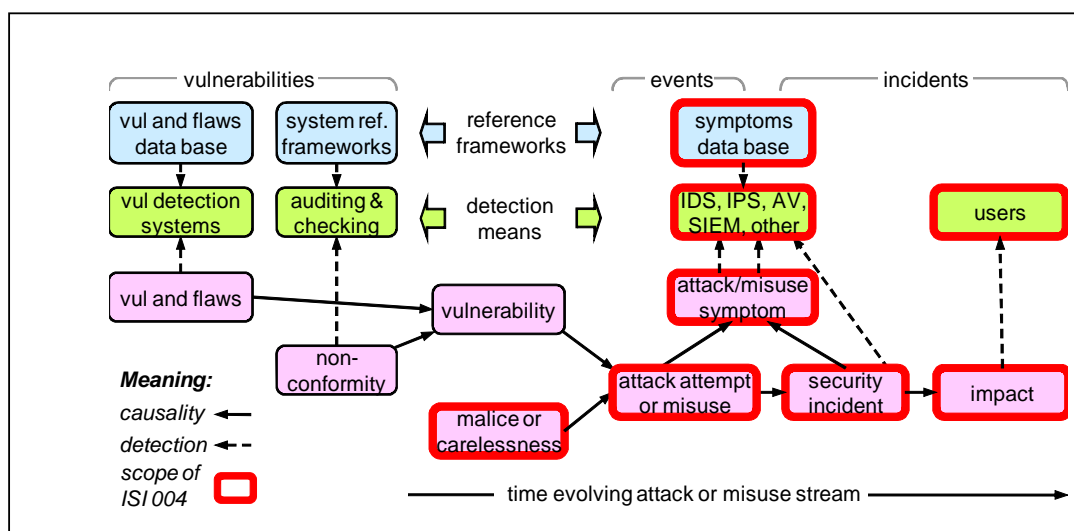 vulnerabilities
events
incidents
vul and flaws
data base
system ref.
frameworks
reference
frameworks
symptoms
data base
vul detection
systems
auditing &
checking
detection
means
IDS, IPS, AV,
SIEM, other
users
vul and flaws
vulnerability
attack/misuse
symptom
non-
conformity
attack attempt
or misuse
security
incident
impact
malice or
carelessness
Meaning:
causality
detection
scope of
ISI 004
time evolving attack or misuse stream